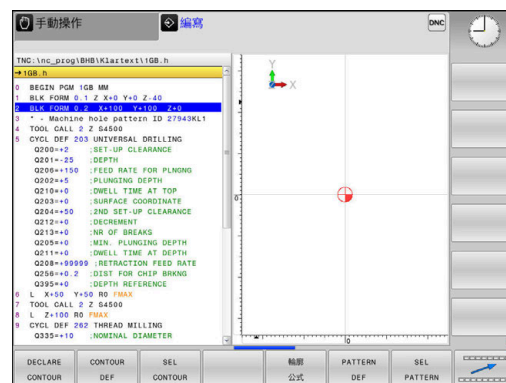 手動操作
編寫
DNC
TNC:\nc_prog\BHB\Klartext\1GB.h
→1GB.h
0 BEGIN PGM 1GB MM
1 BLK FORM 0.1 Z X+0 Y+0 Z-40
2 BLK FORM 0.2 X+100 Y+100 Z+0
3 * - Machine hole pattern ID 27943KL1
4 TOOL CALL 2 Z S4500
5 CYCL DEF 203 UNIVERSAL DRILLING
Q200=+2 ;SET-UP CLEARANCE
Q201=-25 ;DEPTH
Q206=+150 ;FEED RATE FOR PLNGNG
Q202=+5 ;PLUNGING DEPTH
Q210=+0 ;DWELL TIME AT TOP
Q203=+0 ;SURFACE COORDINATE
Q204=+50 ;2ND SET-UP CLEARANCE
Q212=+0 ;DECREMENT
Q213=+0 ;NR OF BREAKS
Q205=+0 ;MIN. PLUNGING DEPTH
Q211=+0 ;DWELL TIME AT DEPTH
Q208=+99999 ;RETRACTION FEED RATE
Q256=+0.2 ;DIST FOR CHIP BRKNG
Q395=+0 ;DEPTH REFERENCE
6 L X+50 Y+50 R0 FMAX
7 TOOL CALL 2 Z S4500
8 L Z+100 R0 FMAX
9 CYCL DEF 262 THREAD MILLING
Q335=+10 ;NOMINAL DIAMETER
Y
X
0
0
DECLARE CONTOUR
CONTOUR DEF
SEL CONTOUR
輪廓 公式
PATTERN DEF
SEL PATTERN